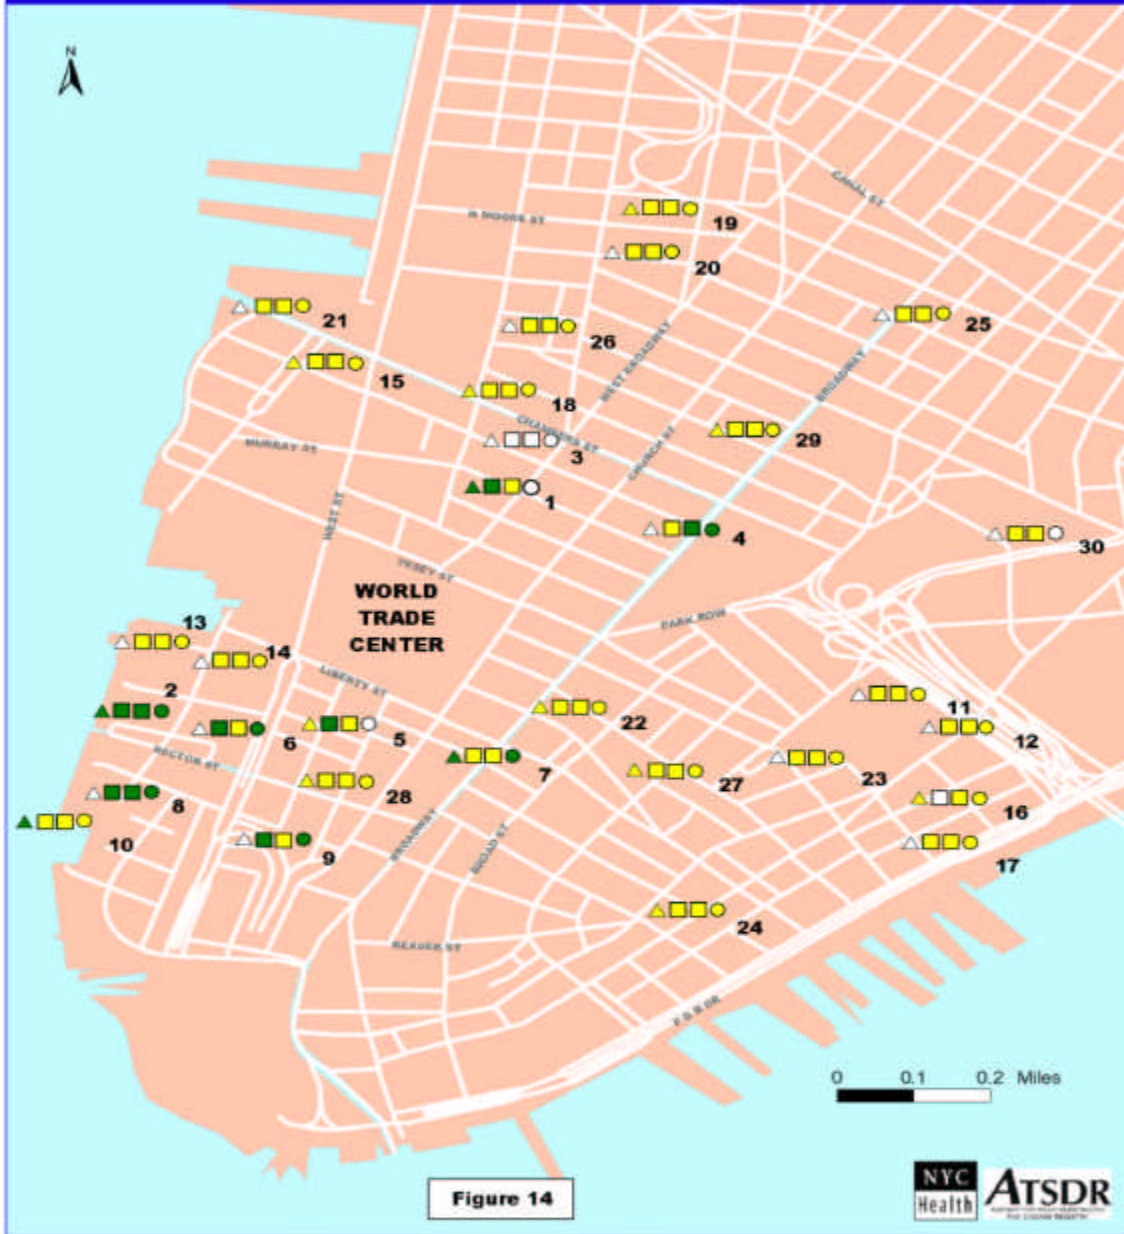 N
CANAL ST
N MOORE ST
19
20
21
26
25
15
WEST BROADWAY
BROADWAY
18
CHAMBERS ST
29
MURRAY ST
3
CHURCH ST
1
WEST ST
4
30
VESEY ST
WORLD
TRADE
CENTER
13
PARK ROW
14
LIBERTY ST
2
11
22
6
5
12
RECTOR ST
7
23
27
28
8
16
10
9
BROADWAY
BROAD ST
17
24
BEAVER ST
F.D.R DR
0 0.1 0.2 Miles
Figure 14
NYC
Health
ATSDR